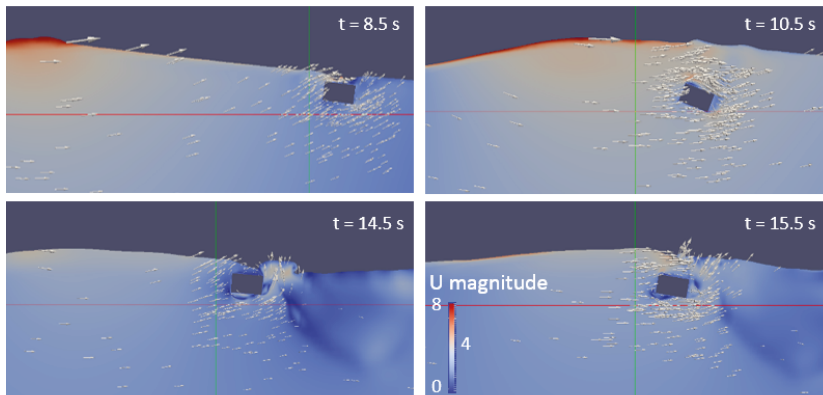 t = 8.5 s
t = 10.5 s
t = 14.5 s
t = 15.5 s
U magnitude
8
4
0